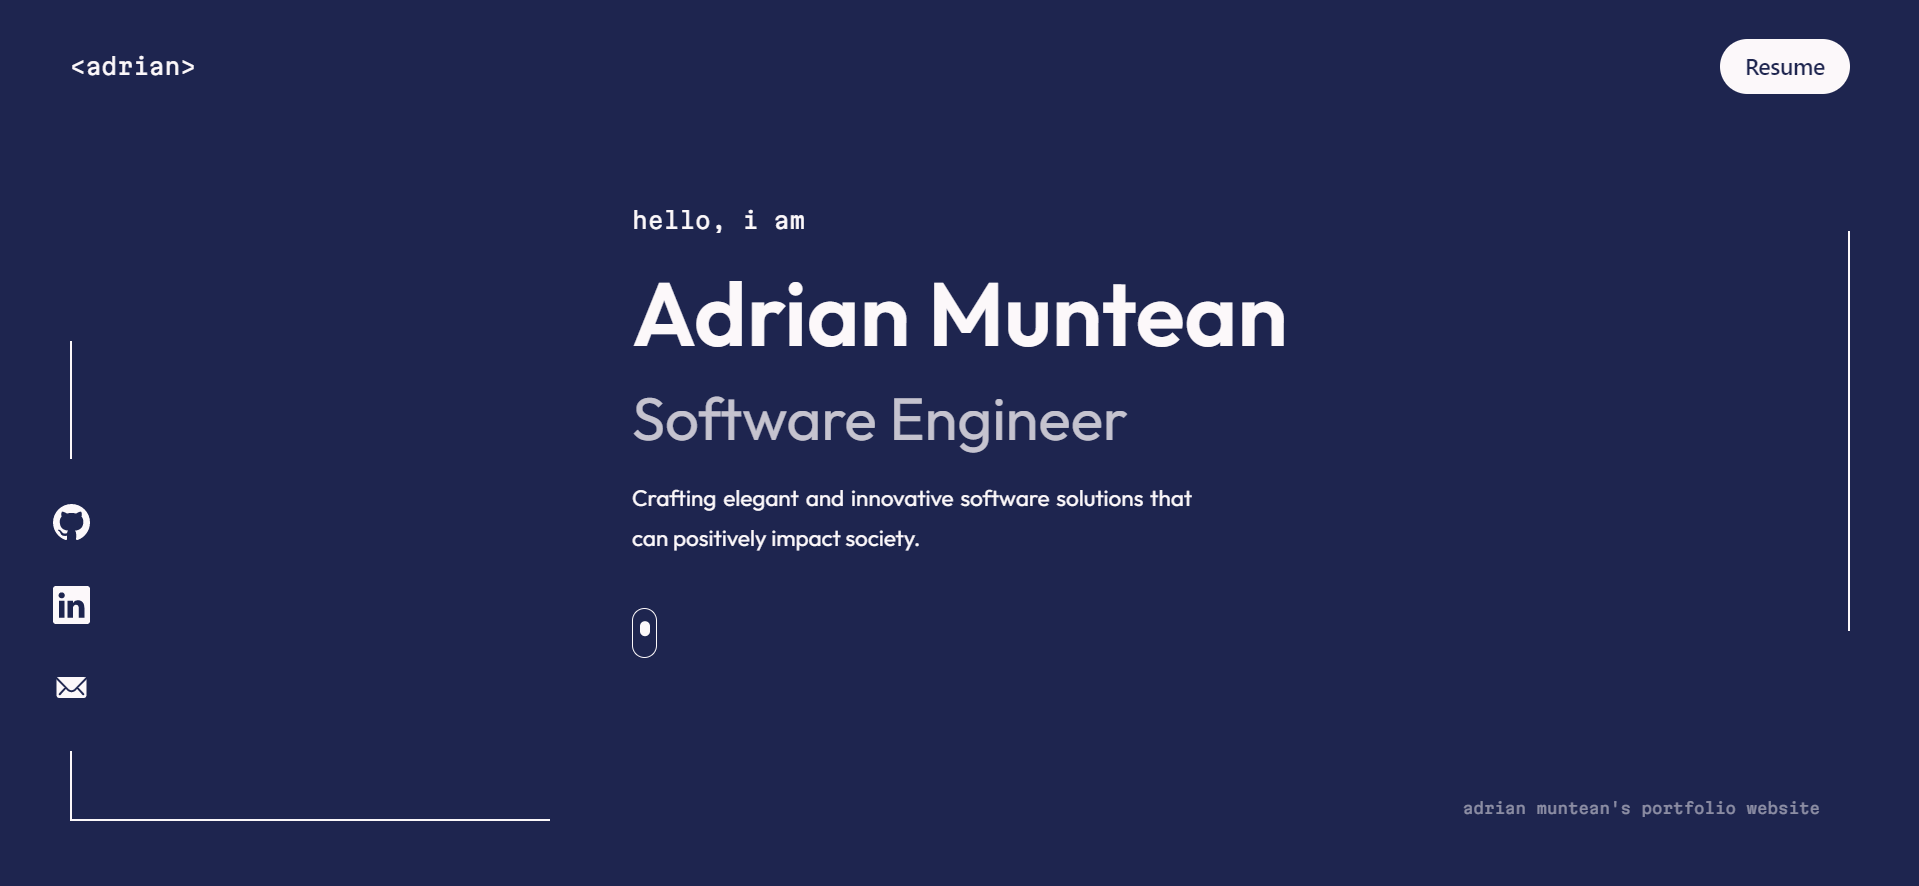 <adrian>
Resume
hello, i am
Adrian Muntean
Software Engineer
Crafting elegant and innovative software solutions that
can positively impact society.
in
adrian muntean's portfolio website